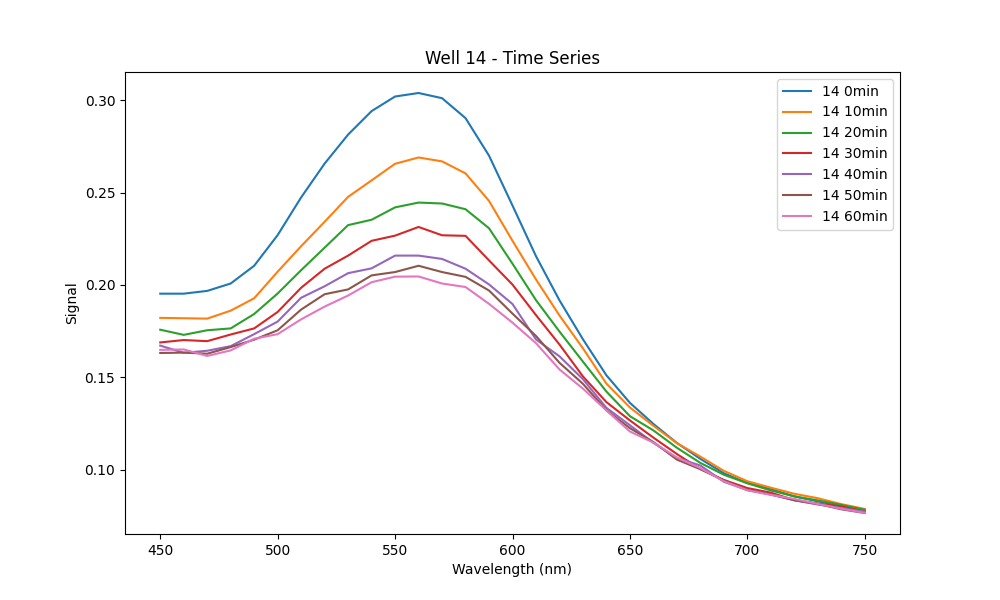 Well 14 - Time Series
14 0min
14 10min
14 20min
14 30min
14 40min
14 50min
14 60min
Signal
0.30
0.25
0.20
0.15
0.10
450 500 550 600 650 700 750
Wavelength (nm)